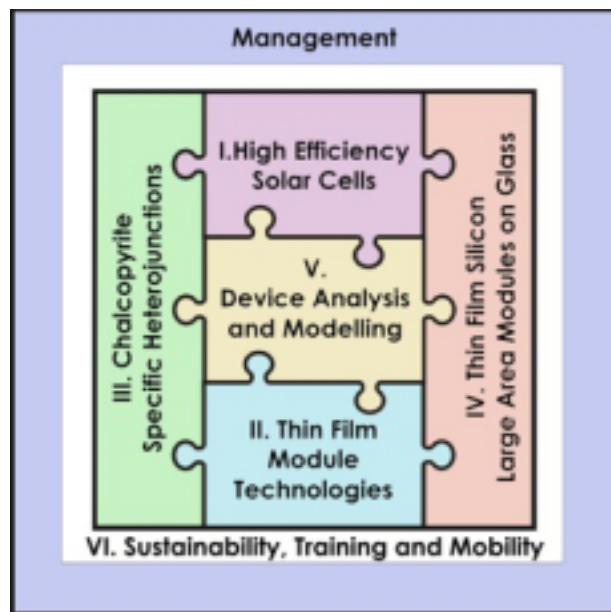 Management
I.High Efficiency
Solar Cells
III. Chalcopyrite
Specific Heterojunctions
V.
Device Analysis
and Modelling
IV. Thin Film Silicon
Large Area Modules on Glass
II. Thin Film
Module
Technologies
VI. Sustainability, Training and Mobility